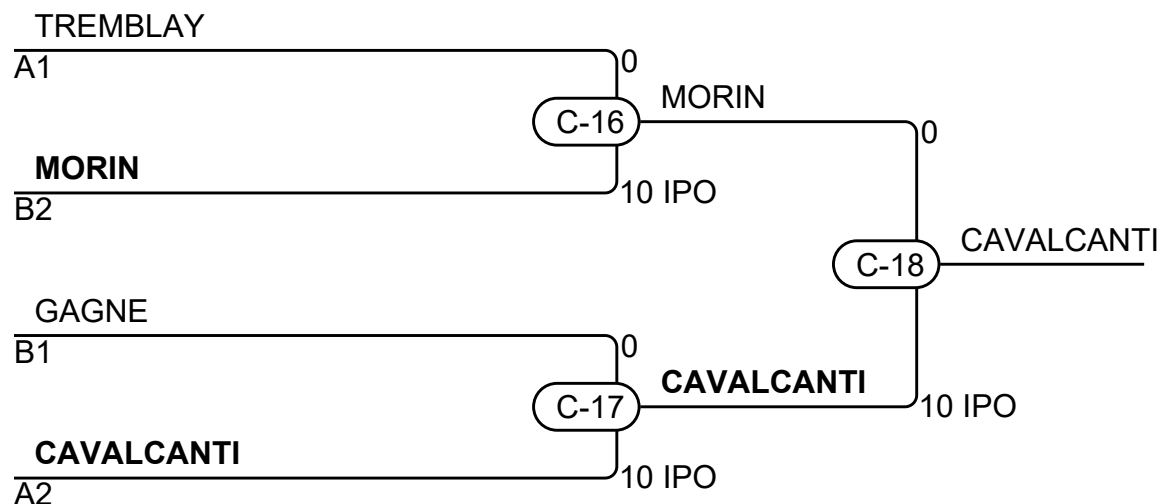 TREMBLAY
A1
0
C-16
MORIN
0
MORIN
B2
10 IPO
C-18
CAVALCANTI
GAGNE
B1
0
C-17
CAVALCANTI
10 IPO
CAVALCANTI
A2
10 IPO